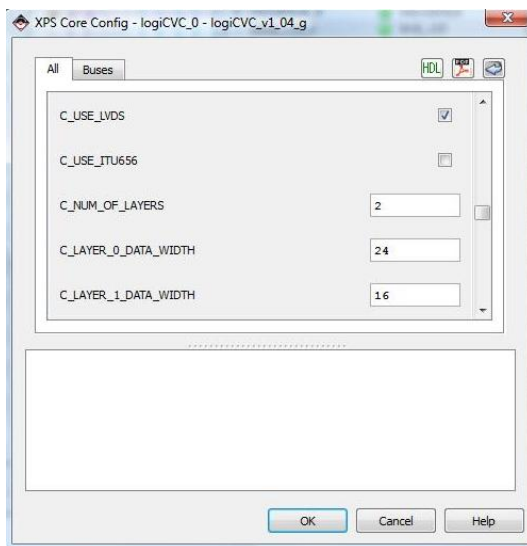 XPS Core Config - logiCVC_0 - logiCVC_v1_04_g
All Buses HDL PDF
C_USE_LVDS
C_USE_ITU656
C_NUM_OF_LAYERS 2
C_LAYER_0_DATA_WIDTH 24
C_LAYER_1_DATA_WIDTH 16
OK Cancel Help